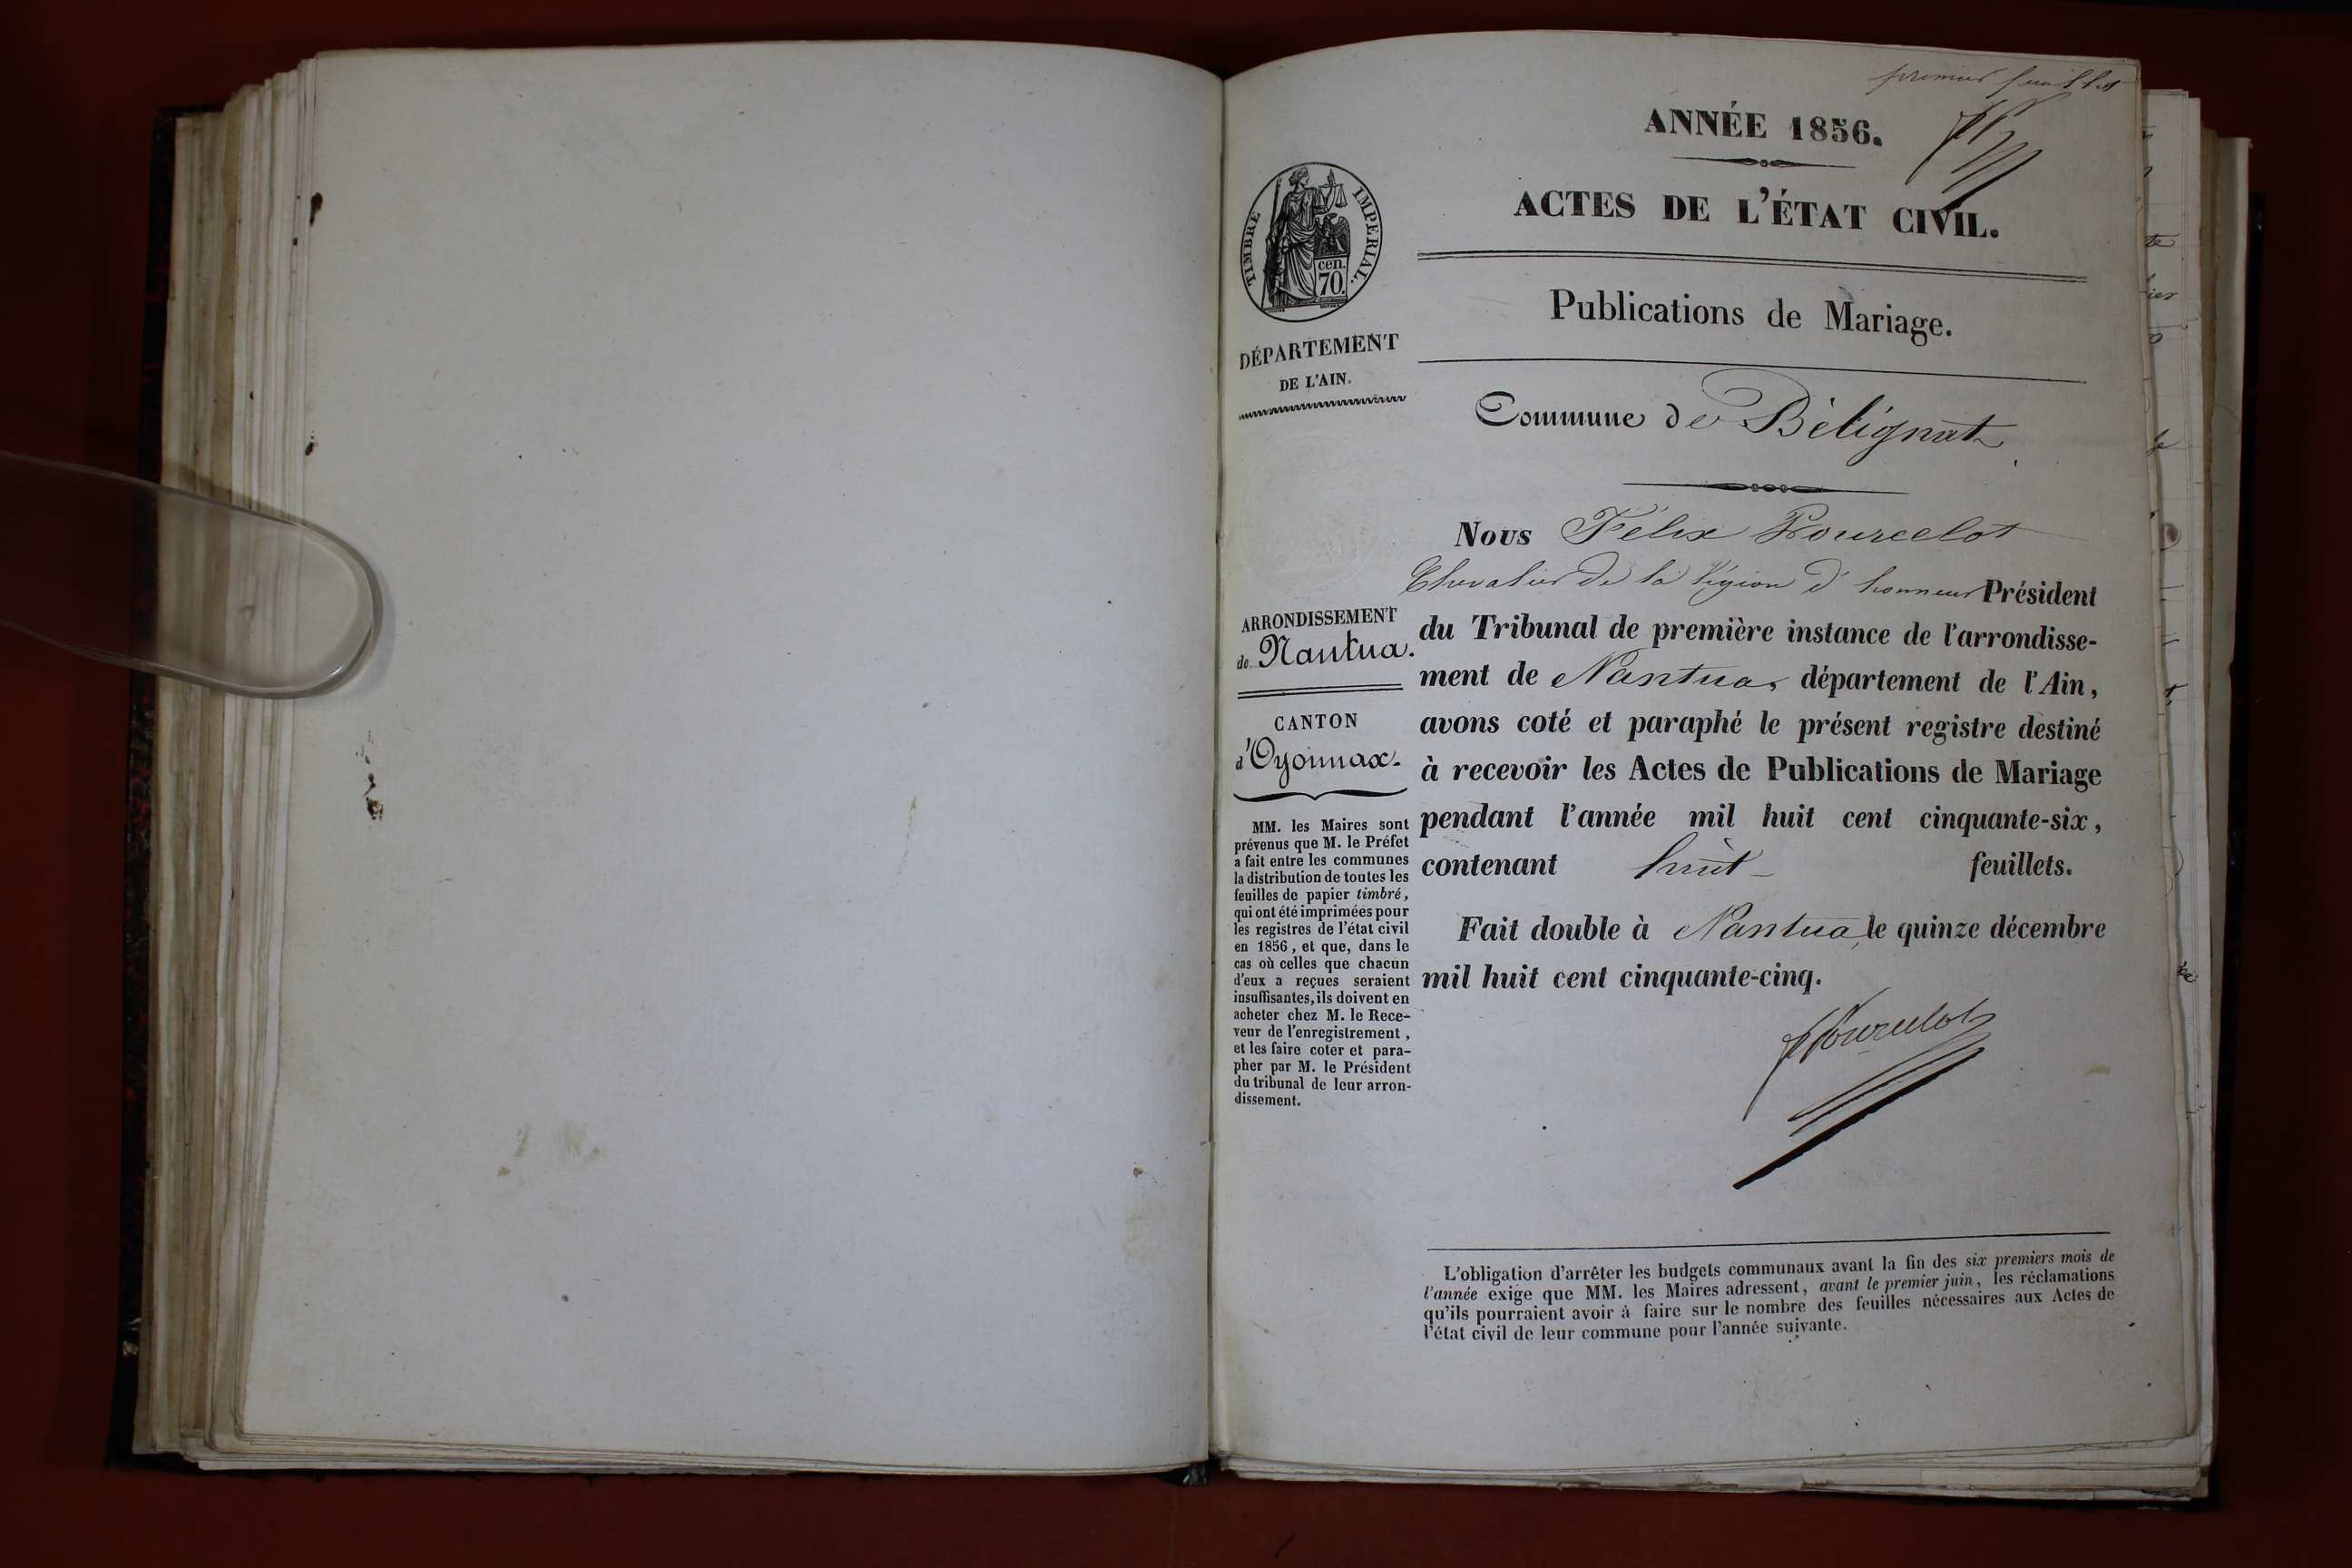 premier feuillet
ANNÉE 1856.
ACTES DE L'ÉTAT CIVIL.
Publications de Mariage.
Commune de Bélignat
TIMBRE IMPERIAL.
cen.
70.
DÉPARTEMENT
DE L'AIN.
ARRONDISSEMENT
de Nantua.
CANTON
d'Oyonnax.
MM. les Maires sont
prévenus que M. le Préfet
a fait entre les communes
la distribution de toutes les
feuilles de papier timbré,
qui ont été imprimées pour
les registres de l'état civil
en 1856, et que, dans le
cas où celles que chacun
d'eux a reçues seraient
insuffisantes, ils doivent en
acheter chez M. le Rece-
veur de l'enregistrement,
et les faire coter et para-
pher par M. le Président
du tribunal de leur arron-
dissement.
Nous Félix Pourcelot
Chevalier de la Légion d'honneur Président
du Tribunal de première instance de l'arrondisse-
ment de Nantua, département de l'Ain,
avons coté et paraphé le présent registre destiné
à recevoir les Actes de Publications de Mariage
pendant l'année mil huit cent cinquante-six,
contenant huit feuillets.
Fait double à Nantua, le quinze décembre
mil huit cent cinquante-cinq.
Pourcelot
L'obligation d'arrêter les budgets communaux avant la fin des six premiers mois de
l'année exige que MM. les Maires adressent, avant le premier juin, les réclamations
qu'ils pourraient avoir à faire sur le nombre des feuilles nécessaires aux Actes de
l'état civil de leur commune pour l'année suivante.